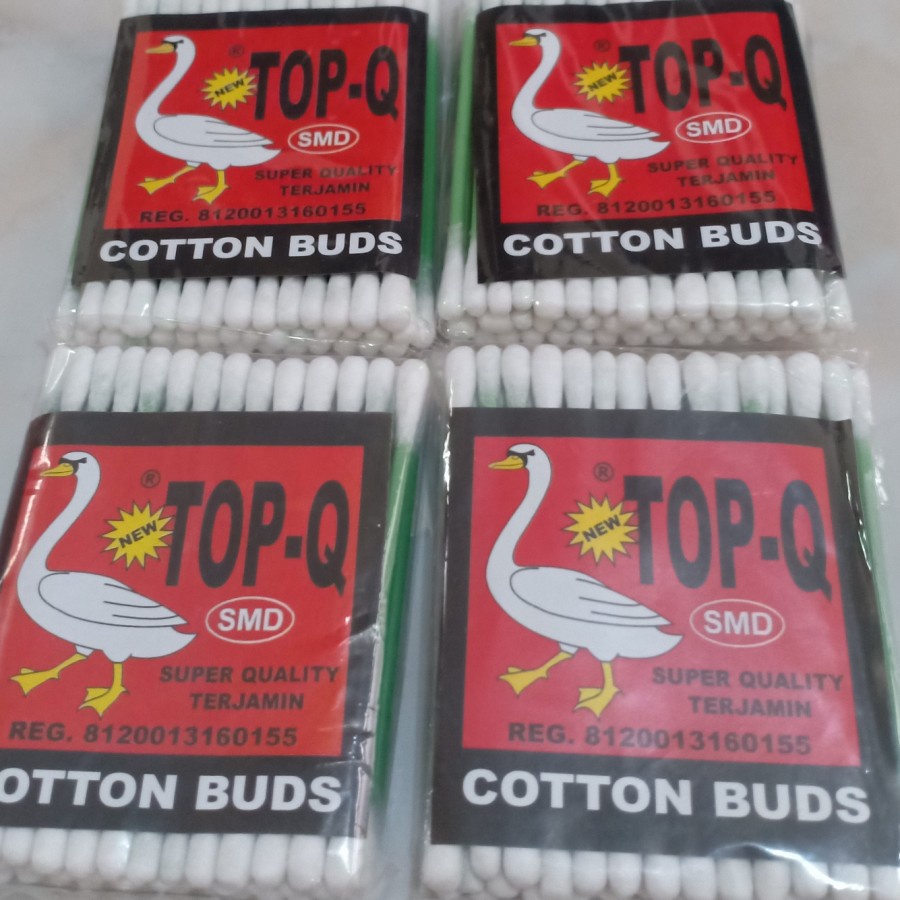 ® TOP-Q
NEW
SMD
SUPER QUALITY
TERJAMIN
REG. 8120013160155
COTTON BUDS
® TOP-Q
NEW
SMD
SUPER QUALITY
TERJAMIN
REG. 8120013160155
COTTON BUDS
® TOP-Q
NEW
SMD
SUPER QUALITY
TERJAMIN
REG. 8120013160155
OTTON BUDS
® TOP-Q
NEW
SMD
SUPER QUALITY
TERJAMIN
REG. 8120013160155
COTTON BUDS